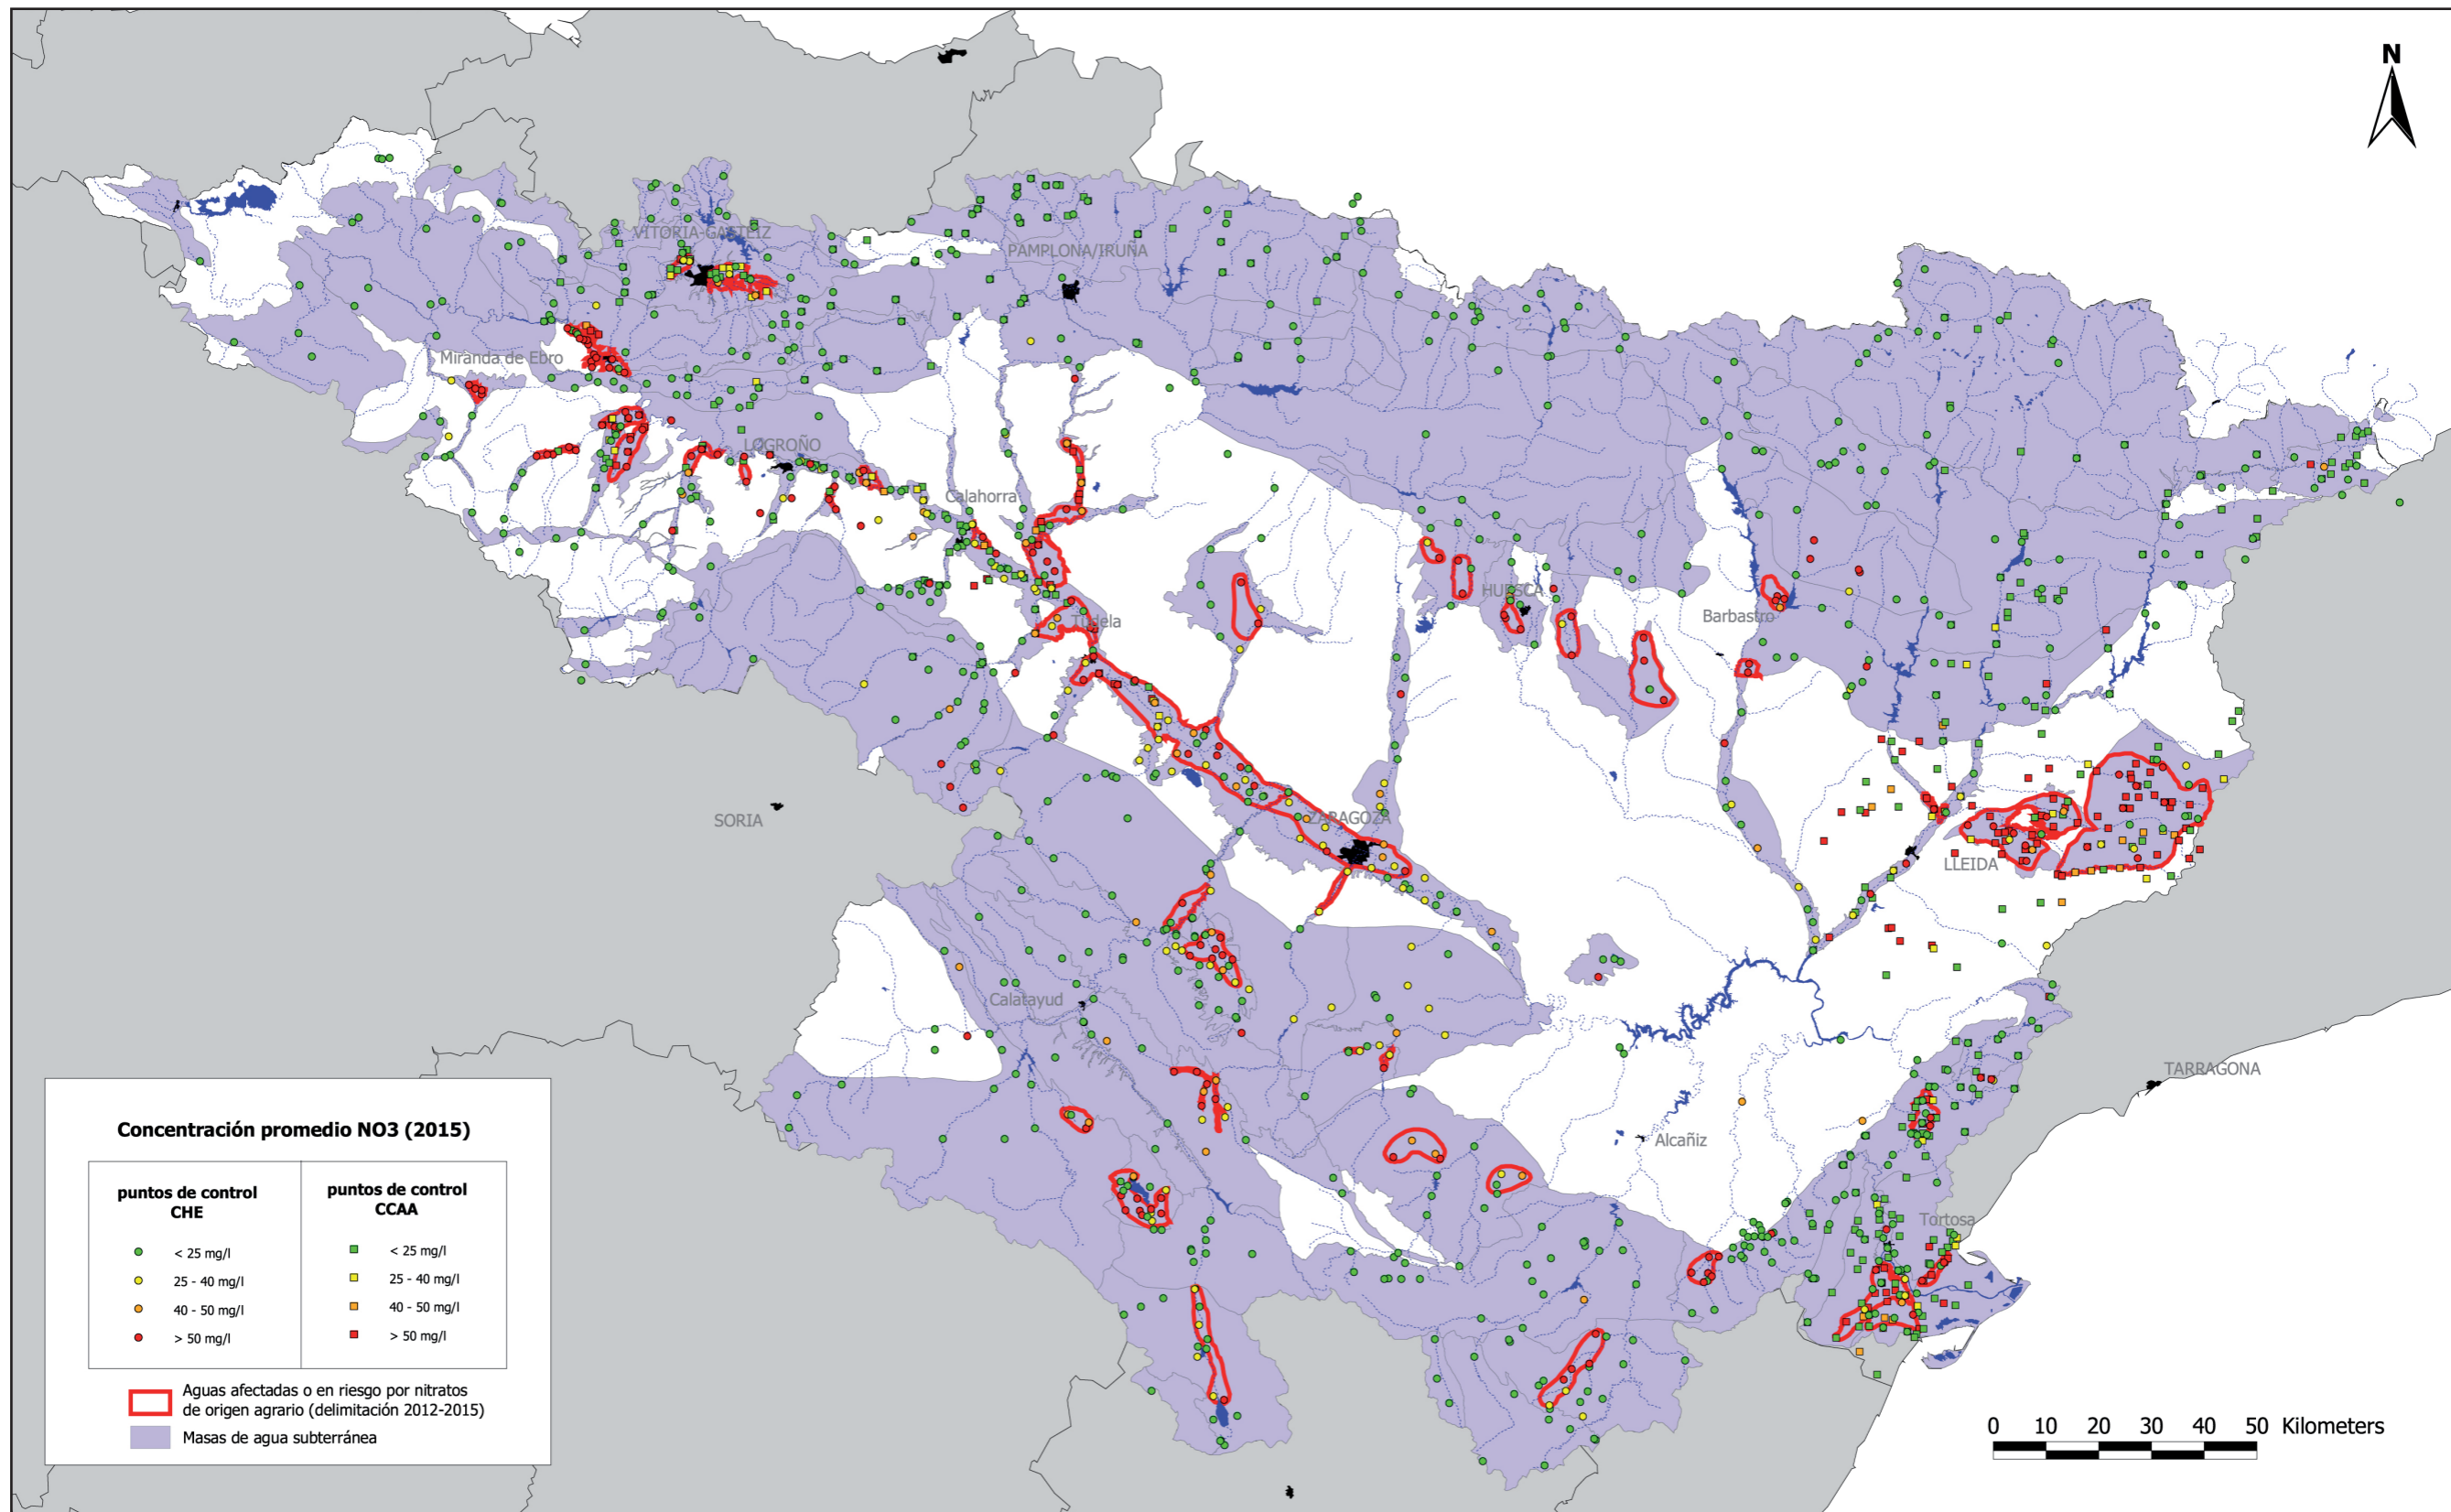 N
VITORIA-GASTEIZ
PAMPLONA/IRUÑA
Miranda de Ebro
LOGROÑO
Calahorra
HUESCA
Tudela
Barbastro
SORIA
ZARAGOZA
LLEIDA
Calatayud
TARRAGONA
Alcañiz
Tortosa
Concentración promedio NO3 (2015)
puntos de control
CHE
< 25 mg/l
25 - 40 mg/l
40 - 50 mg/l
> 50 mg/l
puntos de control
CCAA
< 25 mg/l
25 - 40 mg/l
40 - 50 mg/l
> 50 mg/l
Aguas afectadas o en riesgo por nitratos
de origen agrario (delimitación 2012-2015)
Masas de agua subterránea
0 10 20 30 40 50 Kilometers